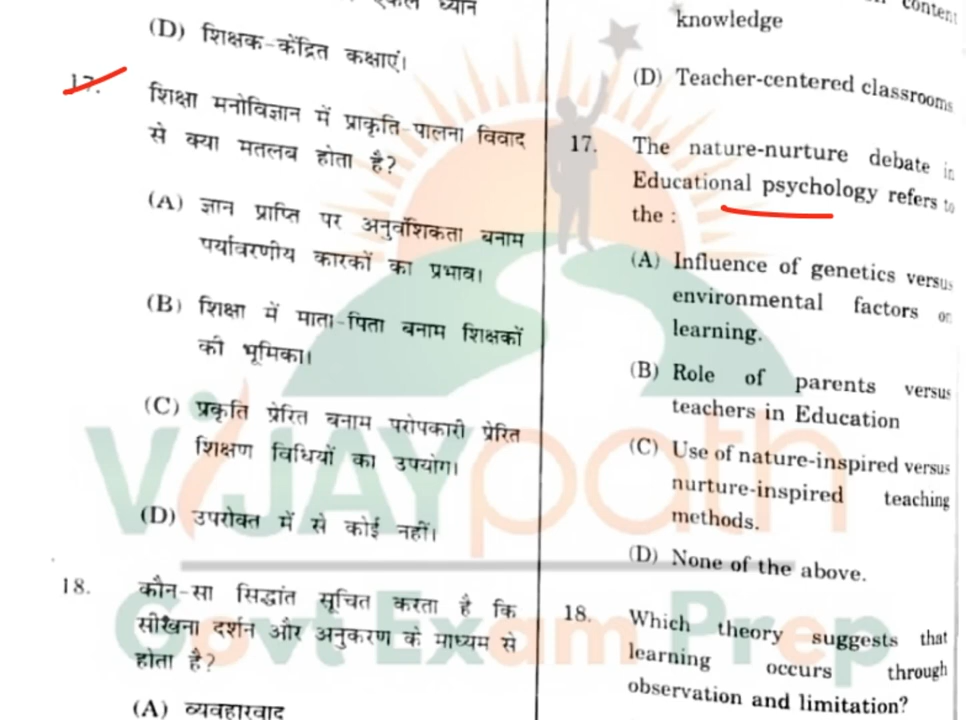 एकल ध्यान
(D) शिक्षक-केंद्रित कक्षाएं।
17.
शिक्षा मनोविज्ञान में प्राकृति-पालना विवाद
से क्या मतलब होता है?
(A) ज्ञान प्राप्ति पर अनुवांशिकता बनाम
पर्यावरणीय कारकों का प्रभाव।
(B) शिक्षा में माता-पिता बनाम शिक्षकों
की भूमिका।
(C) प्रकृति प्रेरित बनाम परोपकारी प्रेरित
शिक्षण विधियों का उपयोग।
(D) उपरोक्त में से कोई नहीं।
18. कौन-सा सिद्धांत सूचित करता है कि
सीखना दर्शन और अनुकरण के माध्यम से
होता है?
(A) व्यवहारवाद
content
knowledge
(D) Teacher-centered classrooms
17. The nature-nurture debate in
Educational psychology refers to
the :
(A) Influence of genetics versus
environmental factors on
learning.
(B) Role of parents versus
teachers in Education
(C) Use of nature-inspired versus
nurture-inspired teaching
methods.
(D) None of the above.
18. Which theory suggests that
learning occurs through
observation and limitation?
ViJAYpath
Govt Exam Prep